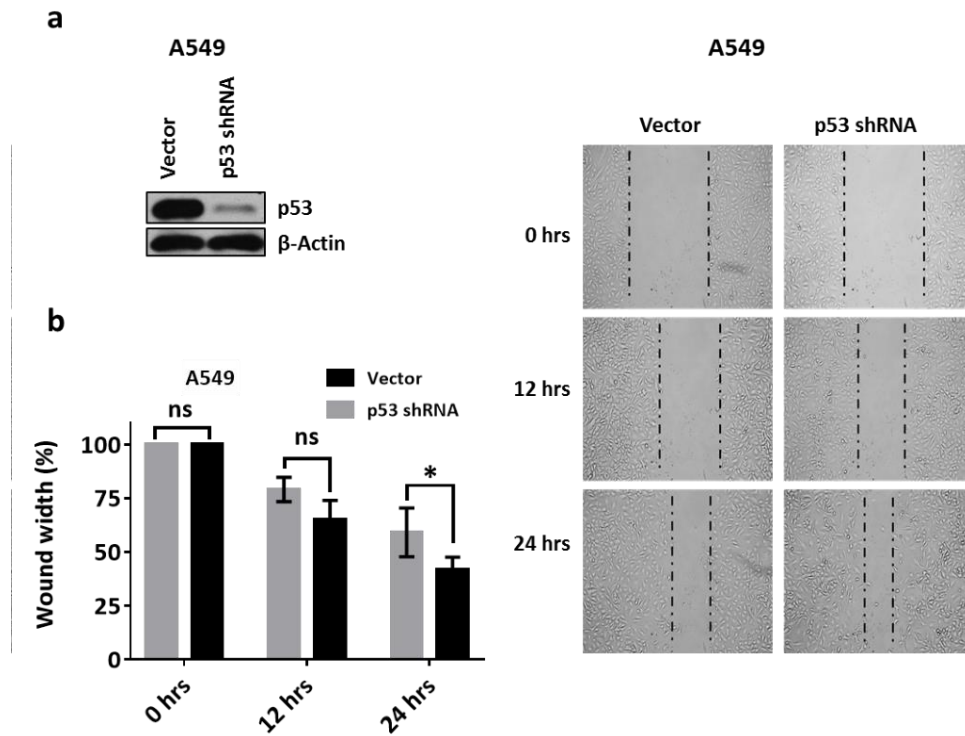 a
A549
Vector
p53 shRNA
p53
β-Actin
A549
Vector
p53 shRNA
0 hrs
12 hrs
24 hrs
b
A549
Vector
p53 shRNA
ns
ns
*
Wound width (%)
100
75
50
25
0
0 hrs
12 hrs
24 hrs